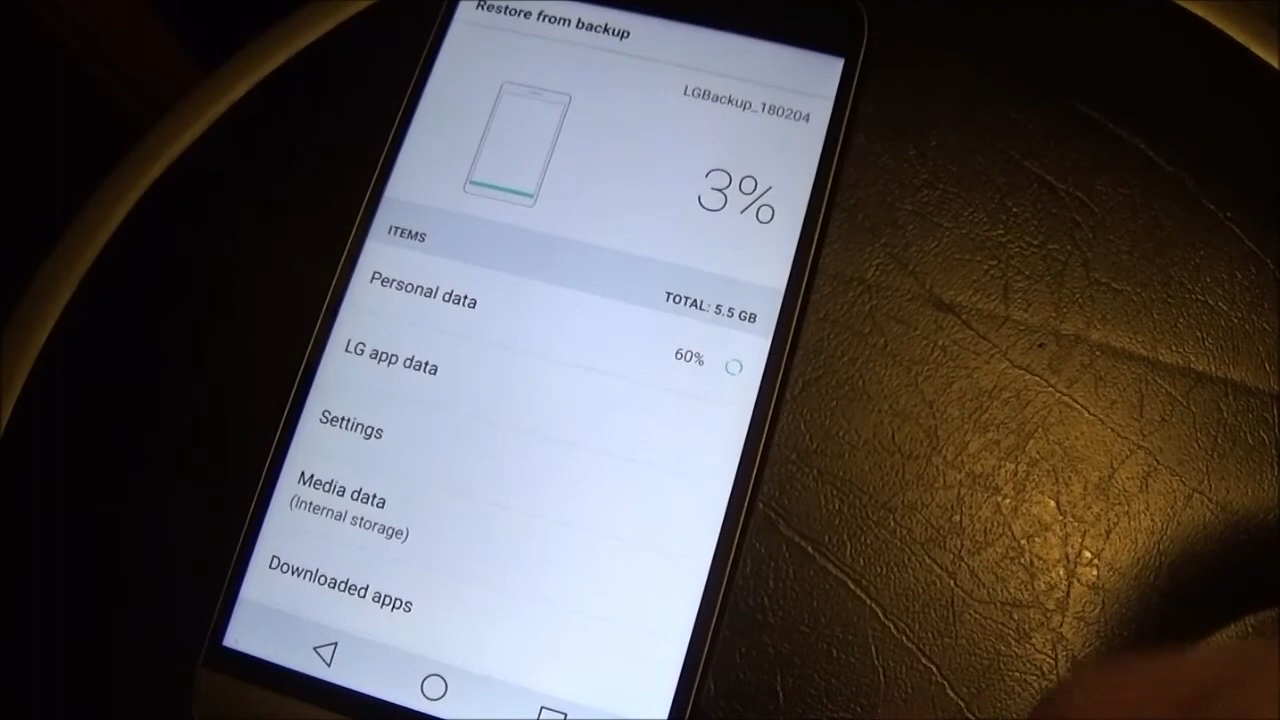 Restore from backup
LGBackup_180204
3%
ITEMS
TOTAL: 5.5 GB
Personal data
60%
LG app data
Settings
Media data
(Internal storage)
Downloaded apps